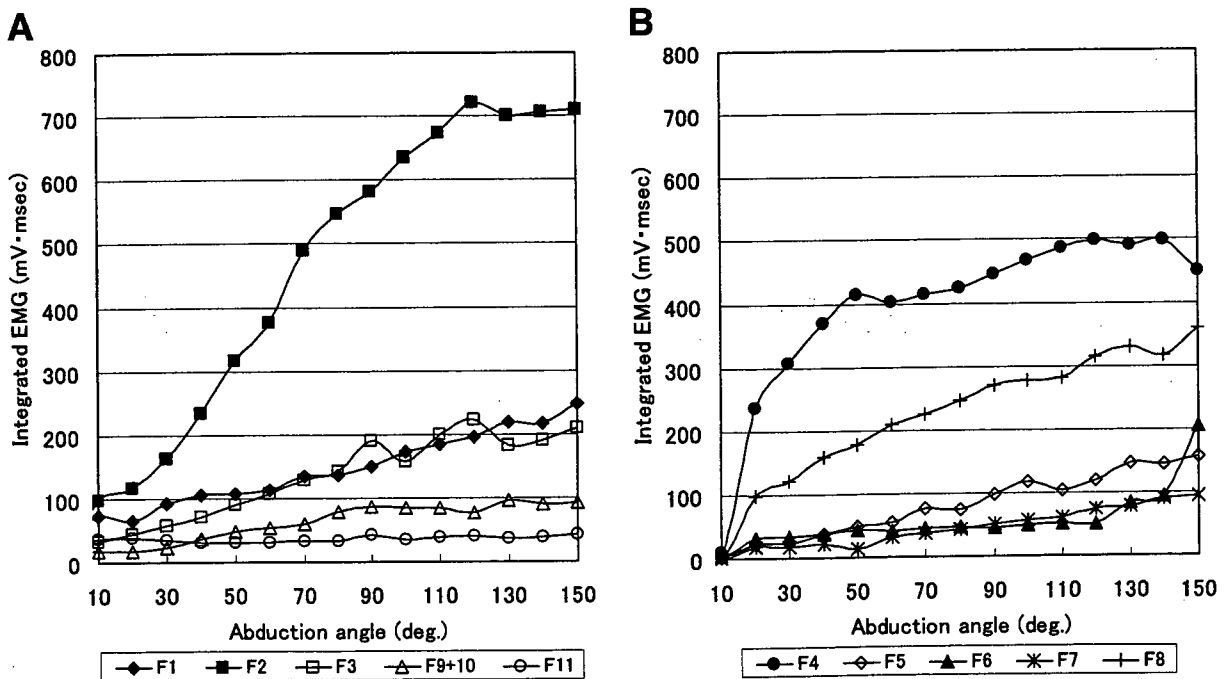 A
Integrated EMG (mV·msec)
800
700
600
500
400
300
200
100
0
10 30 50 70 90 110 130 150
Abduction angle (deg.)
F1 F2 F3 F9+10 F11
B
Integrated EMG (mV·msec)
800
700
600
500
400
300
200
100
0
10 30 50 70 90 110 130 150
Abduction angle (deg.)
F4 F5 F6 F7 F8